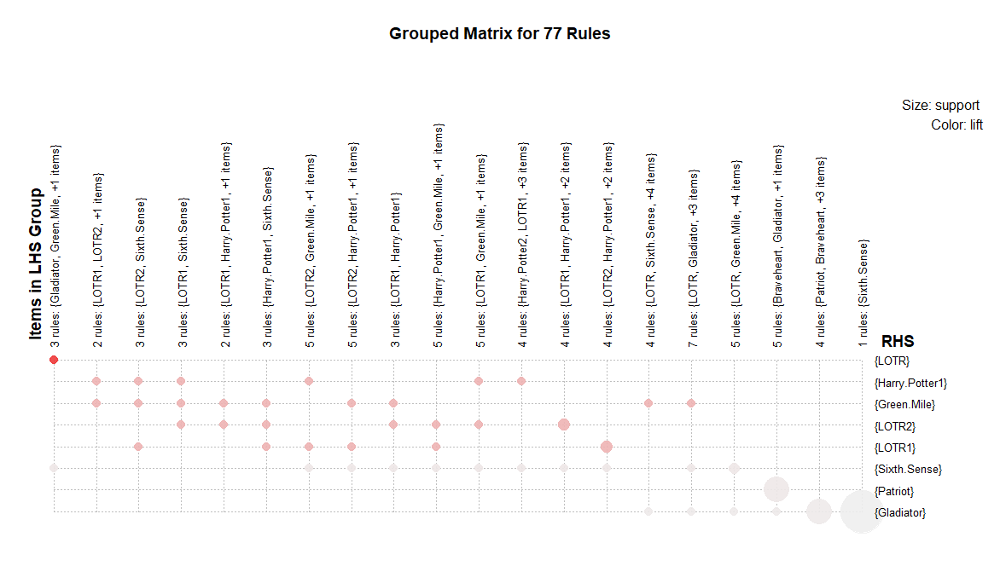 Grouped Matrix for 77 Rules
Size: support
Color: lift
Items in LHS Group
3 rules: {Gladiator, Green.Mile, +1 items}
2 rules: {LOTR1, LOTR2, +1 items}
3 rules: {LOTR2, Sixth.Sense}
3 rules: {LOTR1, Sixth.Sense}
2 rules: {LOTR1, Harry.Potter1, +1 items}
3 rules: {Harry.Potter1, Sixth.Sense}
5 rules: {LOTR2, Green.Mile, +1 items}
5 rules: {LOTR2, Harry.Potter1, +1 items}
3 rules: {LOTR1, Harry.Potter1}
5 rules: {Harry.Potter1, Green.Mile, +1 items}
5 rules: {LOTR1, Green.Mile, +1 items}
4 rules: {Harry.Potter2, LOTR1, +3 items}
4 rules: {LOTR1, Harry.Potter1, +2 items}
4 rules: {LOTR2, Harry.Potter1, +2 items}
4 rules: {LOTR, Sixth.Sense, +4 items}
7 rules: {LOTR, Gladiator, +3 items}
5 rules: {LOTR, Green.Mile, +4 items}
5 rules: {Braveheart, Gladiator, +1 items}
4 rules: {Patriot, Braveheart, +3 items}
1 rules: {Sixth.Sense}
RHS
{LOTR}
{Harry.Potter1}
{Green.Mile}
{LOTR2}
{LOTR1}
{Sixth.Sense}
{Patriot}
{Gladiator}